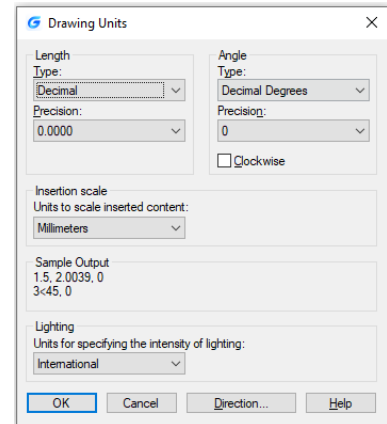 Drawing Units
Length
Type:
Decimal
Precision:
0.0000
Angle
Type:
Decimal Degrees
Precision:
0
Clockwise
Insertion scale
Units to scale inserted content:
Millimeters
Sample Output
1.5, 2.0039, 0
3<45, 0
Lighting
Units for specifying the intensity of lighting:
International
OK Cancel Direction... Help